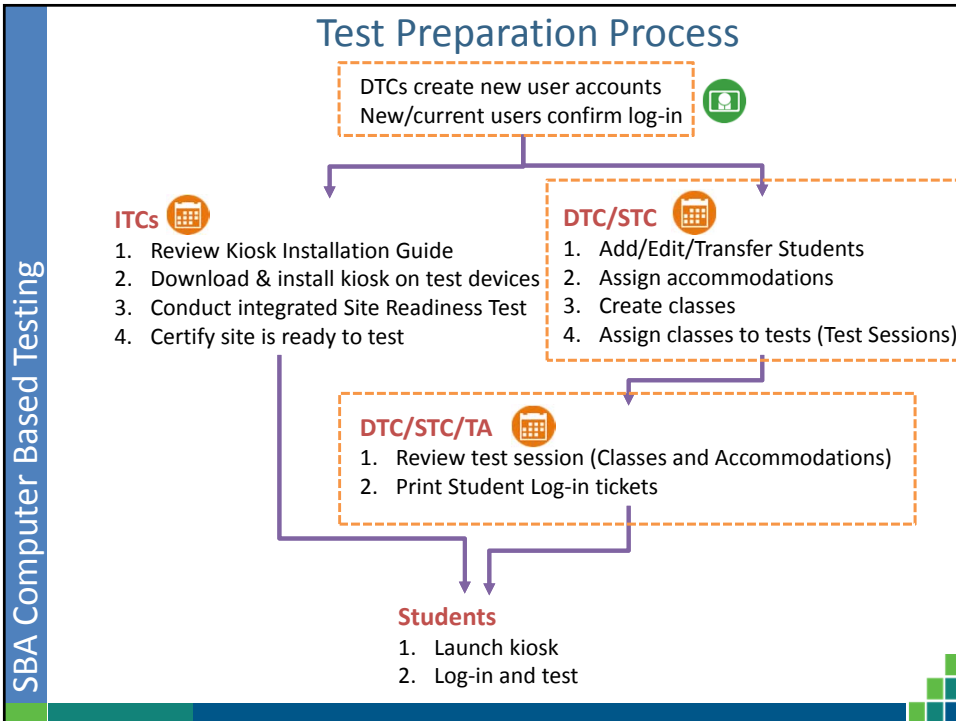 Test Preparation Process
DTCs create new user accounts
New/current users confirm log-in
ITCs
1. Review Kiosk Installation Guide
2. Download & install kiosk on test devices
3. Conduct integrated Site Readiness Test
4. Certify site is ready to test
DTC/STC
1. Add/Edit/Transfer Students
2. Assign accommodations
3. Create classes
4. Assign classes to tests (Test Sessions)
DTC/STC/TA
1. Review test session (Classes and Accommodations)
2. Print Student Log-in tickets
Students
1. Launch kiosk
2. Log-in and test
SBA Computer Based Testing